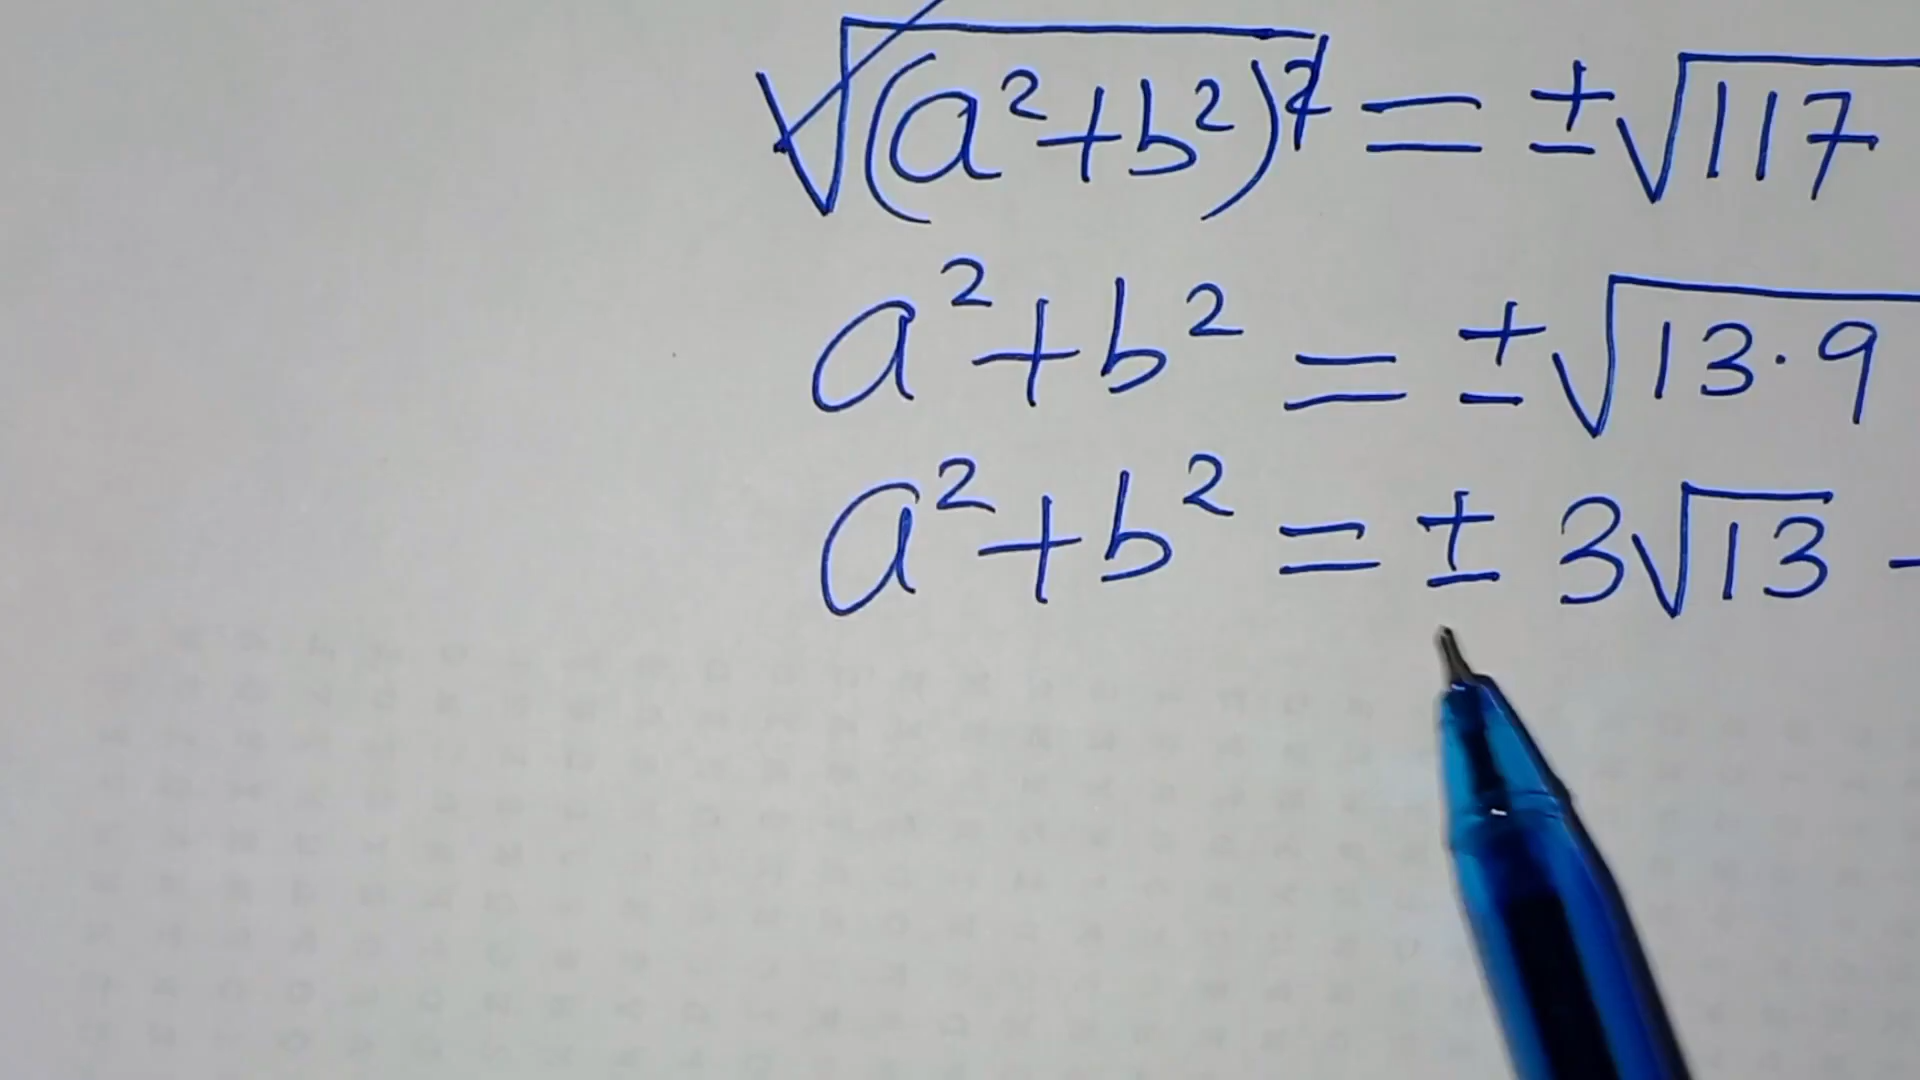 √(a²+b²)² = ±√117
a²+b² = ±√13·9
a²+b² = ± 3√13 -